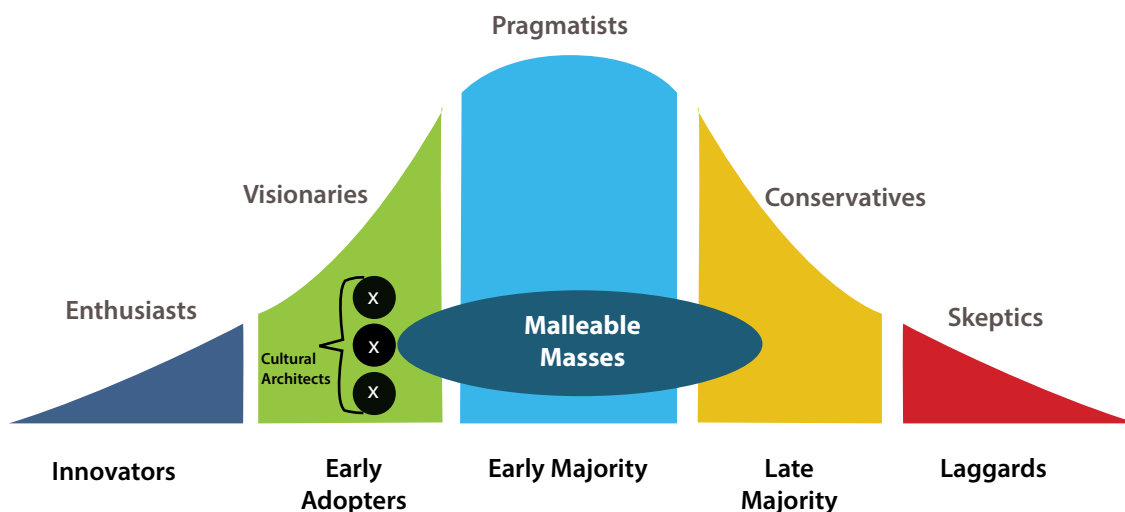 Pragmatists
Visionaries
Conservatives
Enthusiasts
Skeptics
X
X
X
Cultural
Architects
Malleable
Masses
Innovators
Early
Adopters
Early Majority
Late
Majority
Laggards